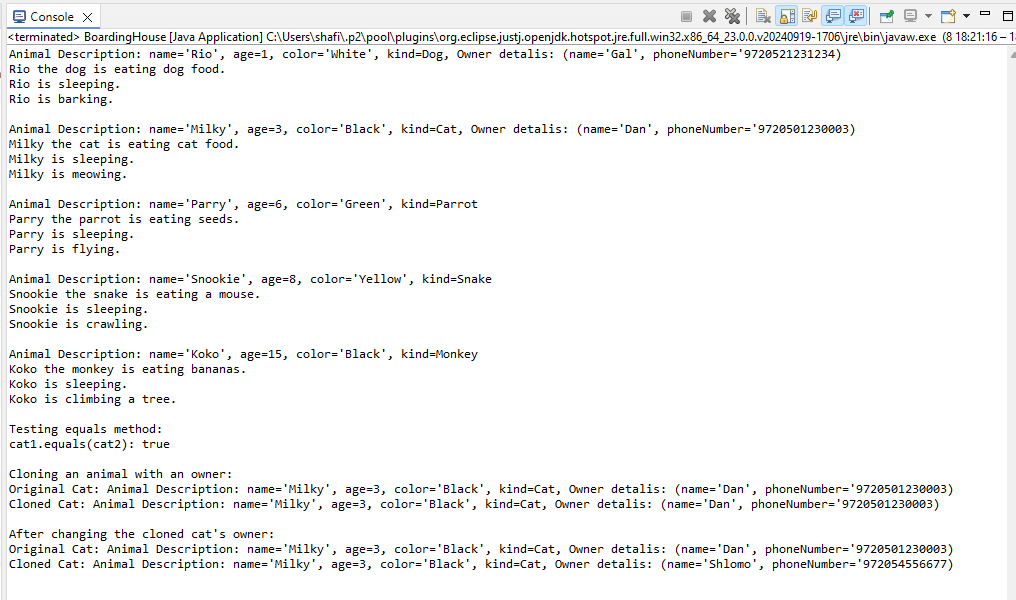 Console
<terminated> BoardingHouse [Java Application] C:\Users\shafi\.p2\pool\plugins\org.eclipse.justj.openjdk.hotspot.jre.full.win32.x86_64_23.0.0.v20240919-1706\jre\bin\javaw.exe (8 18:21:16 – 1
Animal Description: name='Rio', age=1, color='White', kind=Dog, Owner detalis: (name='Gal', phoneNumber='9720521231234)
Rio the dog is eating dog food.
Rio is sleeping.
Rio is barking.
Animal Description: name='Milky', age=3, color='Black', kind=Cat, Owner detalis: (name='Dan', phoneNumber='9720501230003)
Milky the cat is eating cat food.
Milky is sleeping.
Milky is meowing.
Animal Description: name='Parry', age=6, color='Green', kind=Parrot
Parry the parrot is eating seeds.
Parry is sleeping.
Parry is flying.
Animal Description: name='Snookie', age=8, color='Yellow', kind=Snake
Snookie the snake is eating a mouse.
Snookie is sleeping.
Snookie is crawling.
Animal Description: name='Koko', age=15, color='Black', kind=Monkey
Koko the monkey is eating bananas.
Koko is sleeping.
Koko is climbing a tree.
Testing equals method:
cat1.equals(cat2): true
Cloning an animal with an owner:
Original Cat: Animal Description: name='Milky', age=3, color='Black', kind=Cat, Owner detalis: (name='Dan', phoneNumber='9720501230003)
Cloned Cat: Animal Description: name='Milky', age=3, color='Black', kind=Cat, Owner detalis: (name='Dan', phoneNumber='9720501230003)
After changing the cloned cat's owner:
Original Cat: Animal Description: name='Milky', age=3, color='Black', kind=Cat, Owner detalis: (name='Dan', phoneNumber='9720501230003)
Cloned Cat: Animal Description: name='Milky', age=3, color='Black', kind=Cat, Owner detalis: (name='Shlomo', phoneNumber='972054556677)